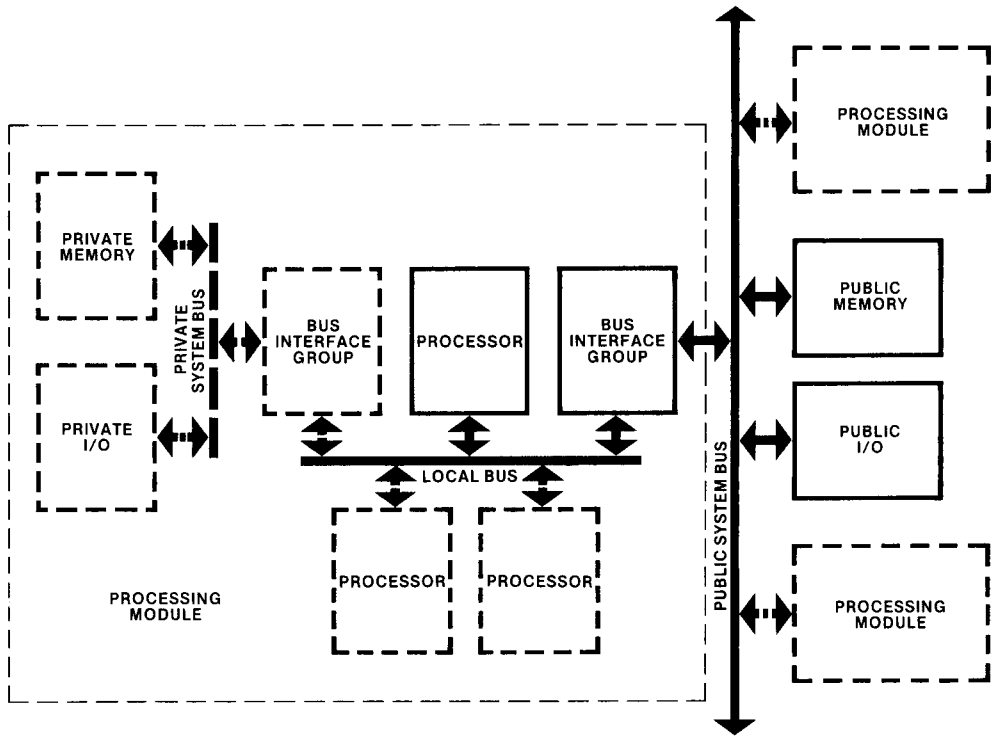 PROCESSING
MODULE
PRIVATE
MEMORY
PRIVATE
SYSTEM BUS
BUS
INTERFACE
GROUP
PROCESSOR
BUS
INTERFACE
GROUP
PUBLIC
MEMORY
PRIVATE
I/O
PUBLIC
I/O
LOCAL BUS
PUBLIC SYSTEM BUS
PROCESSOR
PROCESSOR
PROCESSING
MODULE
PROCESSING
MODULE